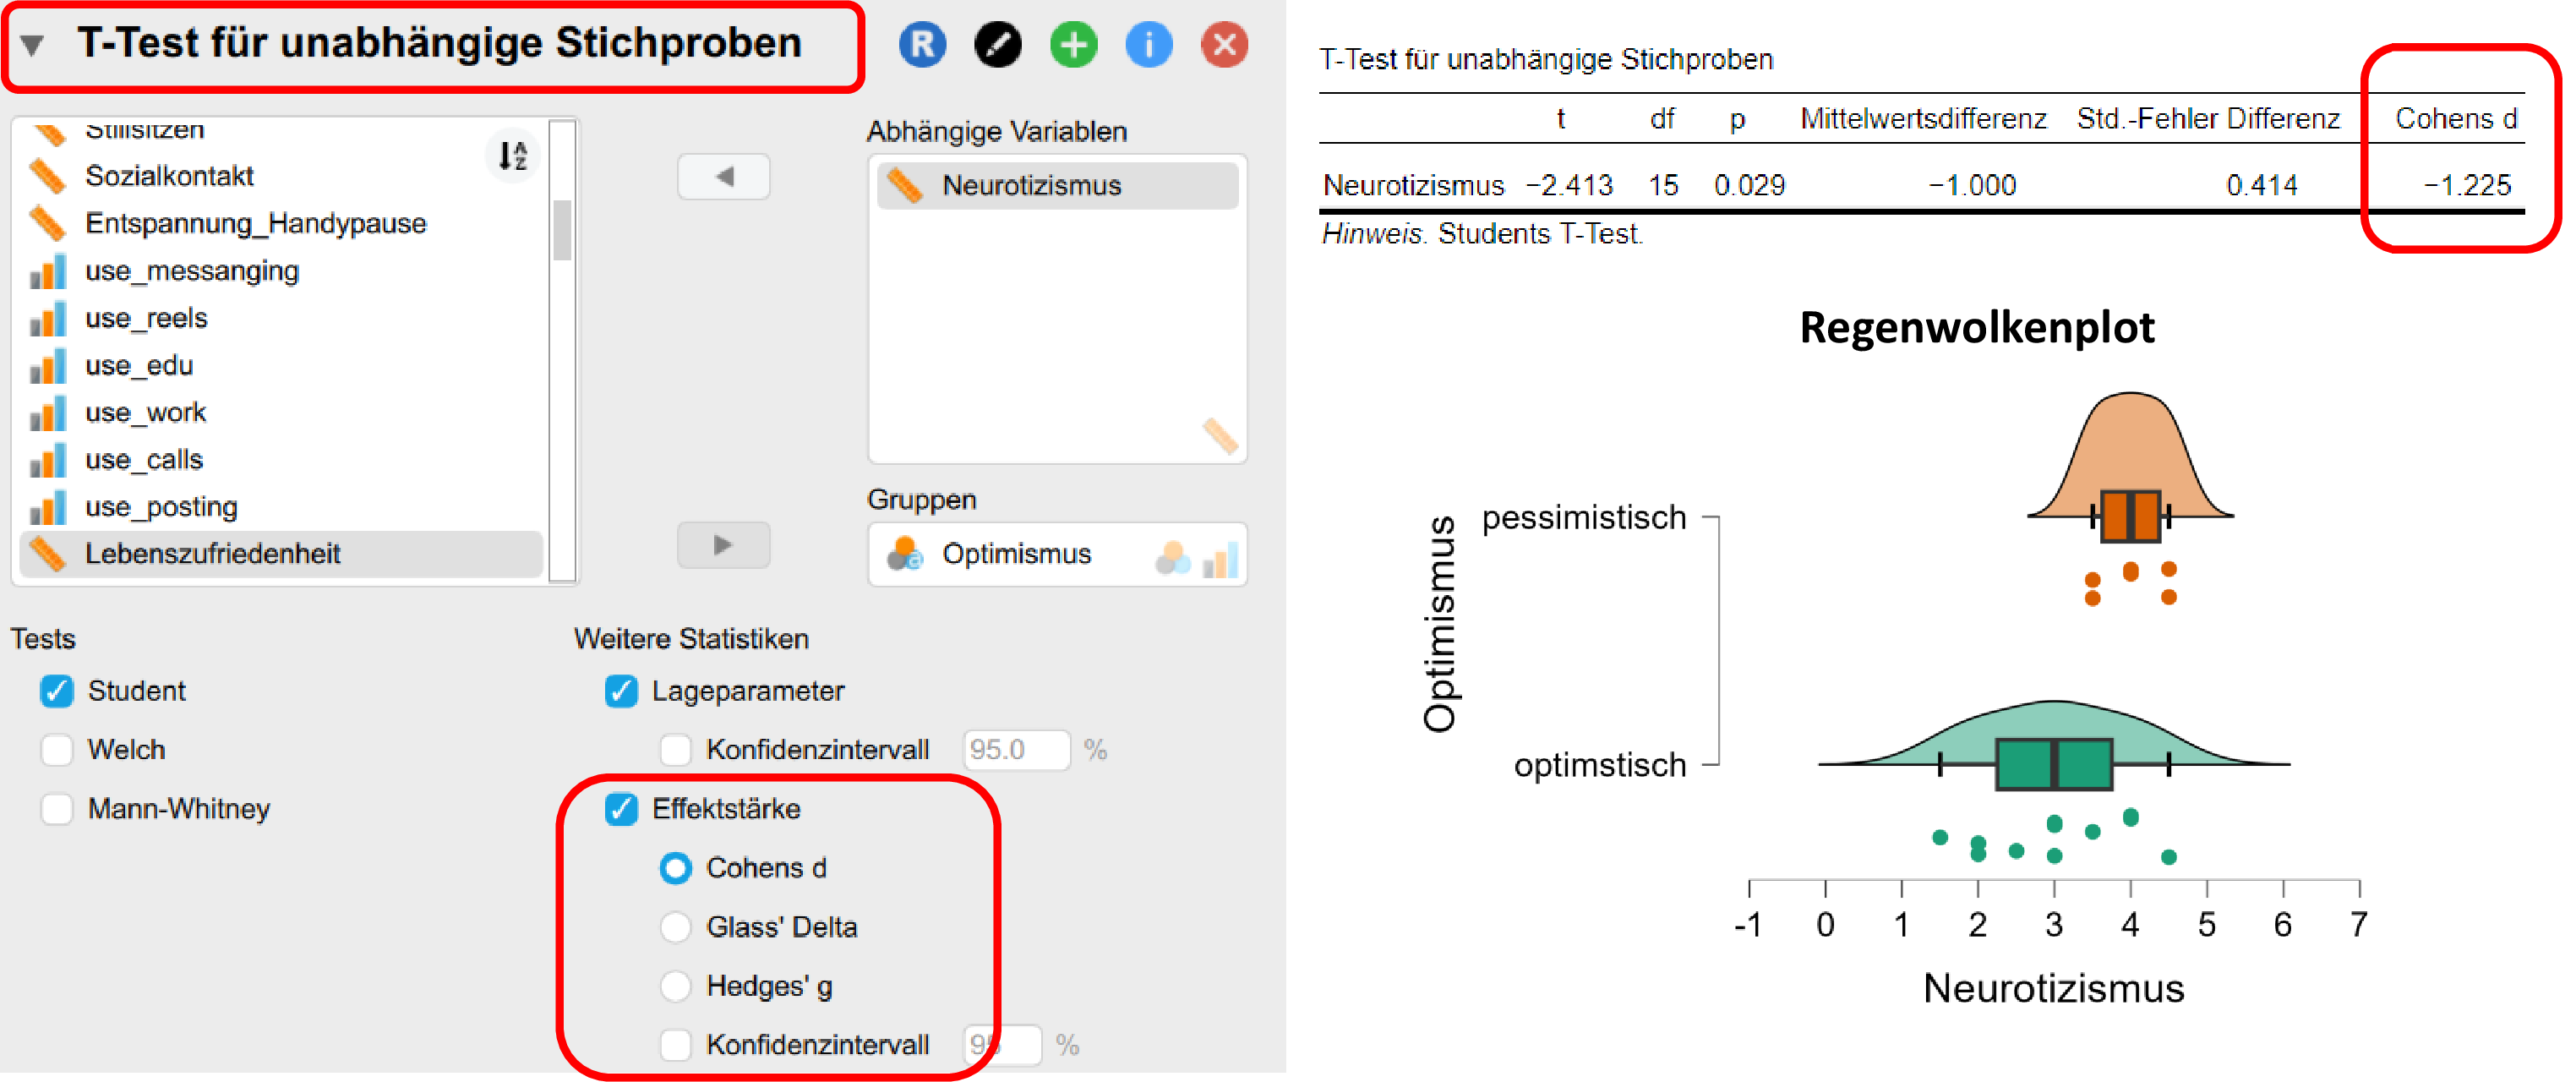 T-Test für unabhängige Stichproben
R
i
Stillsitzen
Sozialkontakt
Entspannung_Handypause
use_messanging
use_reels
use_edu
use_work
use_calls
use_posting
Lebenszufriedenheit
A
Z
Abhängige Variablen
Neurotizismus
Gruppen
a
Optimismus
Tests
Student
Welch
Mann-Whitney
Weitere Statistiken
Lageparameter
Konfidenzintervall 95.0 %
Effektstärke
Cohens d
Glass' Delta
Hedges' g
Konfidenzintervall 95 %
T-Test für unabhängige Stichproben
t df p Mittelwertsdifferenz Std.-Fehler Differenz Cohens d
Neurotizismus −2.413 15 0.029 −1.000 0.414 −1.225
Hinweis. Students T-Test.
Regenwolkenplot
Optimismus
pessimistisch
optimstisch
-1 0 1 2 3 4 5 6 7
Neurotizismus